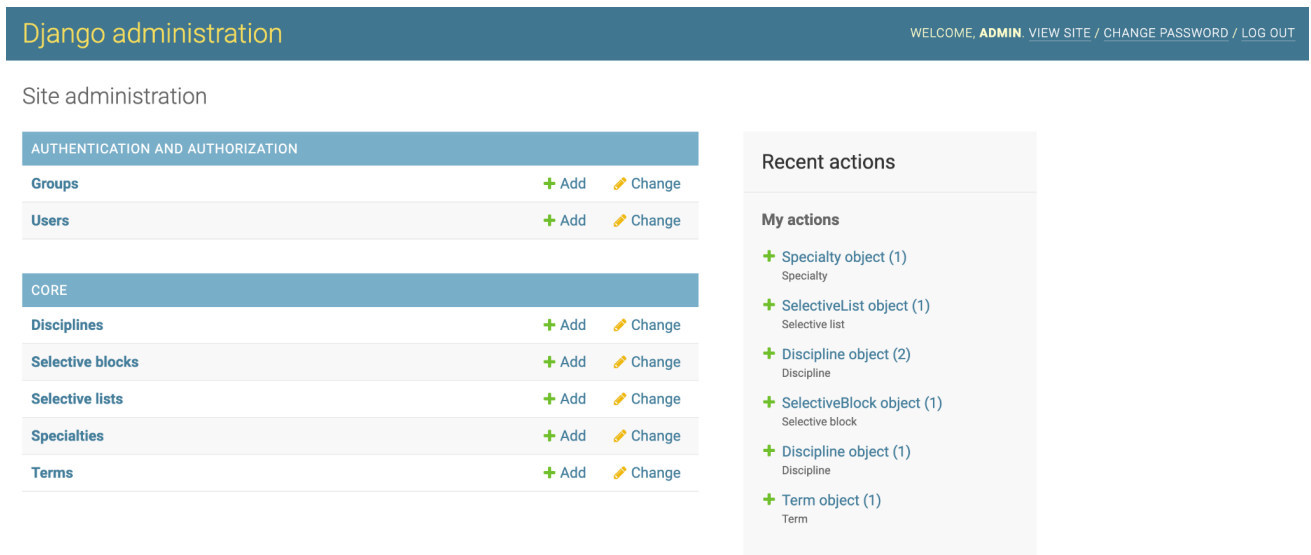 Django administration
WELCOME, ADMIN. VIEW SITE / CHANGE PASSWORD / LOG OUT
Site administration
AUTHENTICATION AND AUTHORIZATION
Groups Add Change
Users Add Change
CORE
Disciplines Add Change
Selective blocks Add Change
Selective lists Add Change
Specialties Add Change
Terms Add Change
Recent actions
My actions
Specialty object (1)
Specialty
SelectiveList object (1)
Selective list
Discipline object (2)
Discipline
SelectiveBlock object (1)
Selective block
Discipline object (1)
Discipline
Term object (1)
Term